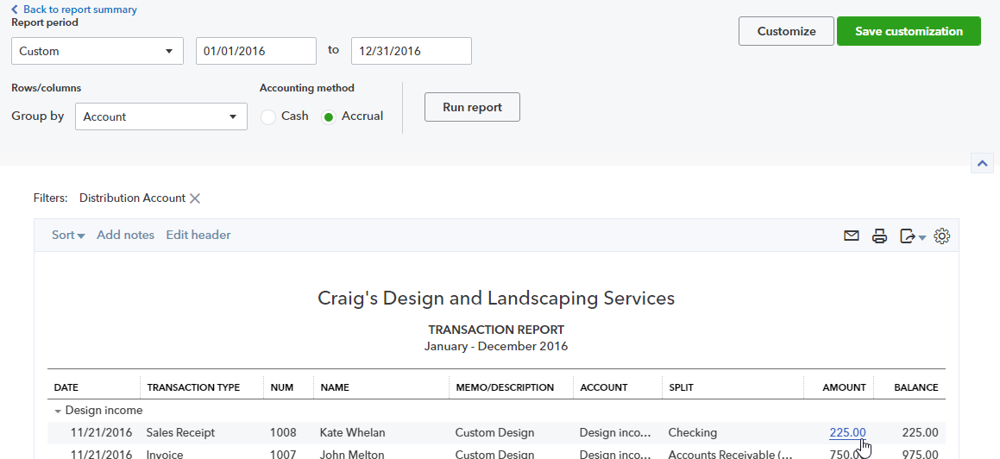 Back to report summary
Report period
Custom 01/01/2016 to 12/31/2016
Customize Save customization
Rows/columns Accounting method
Group by Account Cash Accrual Run report
Filters: Distribution Account
Sort Add notes Edit header
Craig's Design and Landscaping Services
TRANSACTION REPORT
January - December 2016
DATE TRANSACTION TYPE NUM NAME MEMO/DESCRIPTION ACCOUNT SPLIT AMOUNT BALANCE
Design income
11/21/2016 Sales Receipt 1008 Kate Whelan Custom Design Design inco... Checking 225.00 225.00
11/21/2016 Invoice 1007 John Melton Custom Design Design inco... Accounts Receivable (... 750.00 975.00